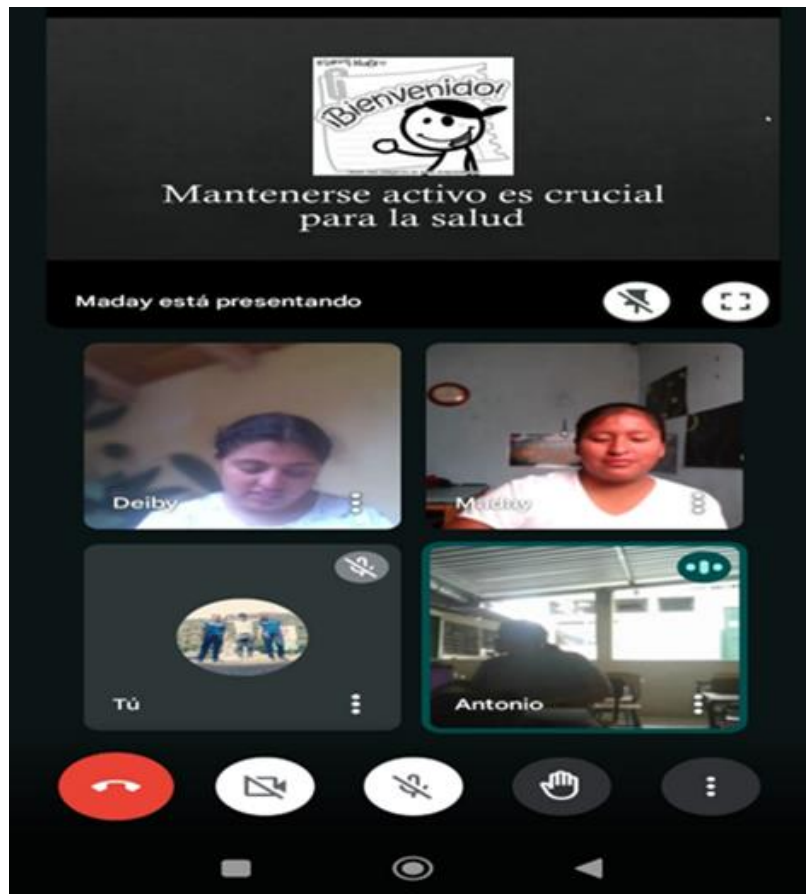 ¡Bienvenido!
Mantenerse activo es crucial
para la salud
Maday está presentando
Deiby
Maday
Tú
Antonio